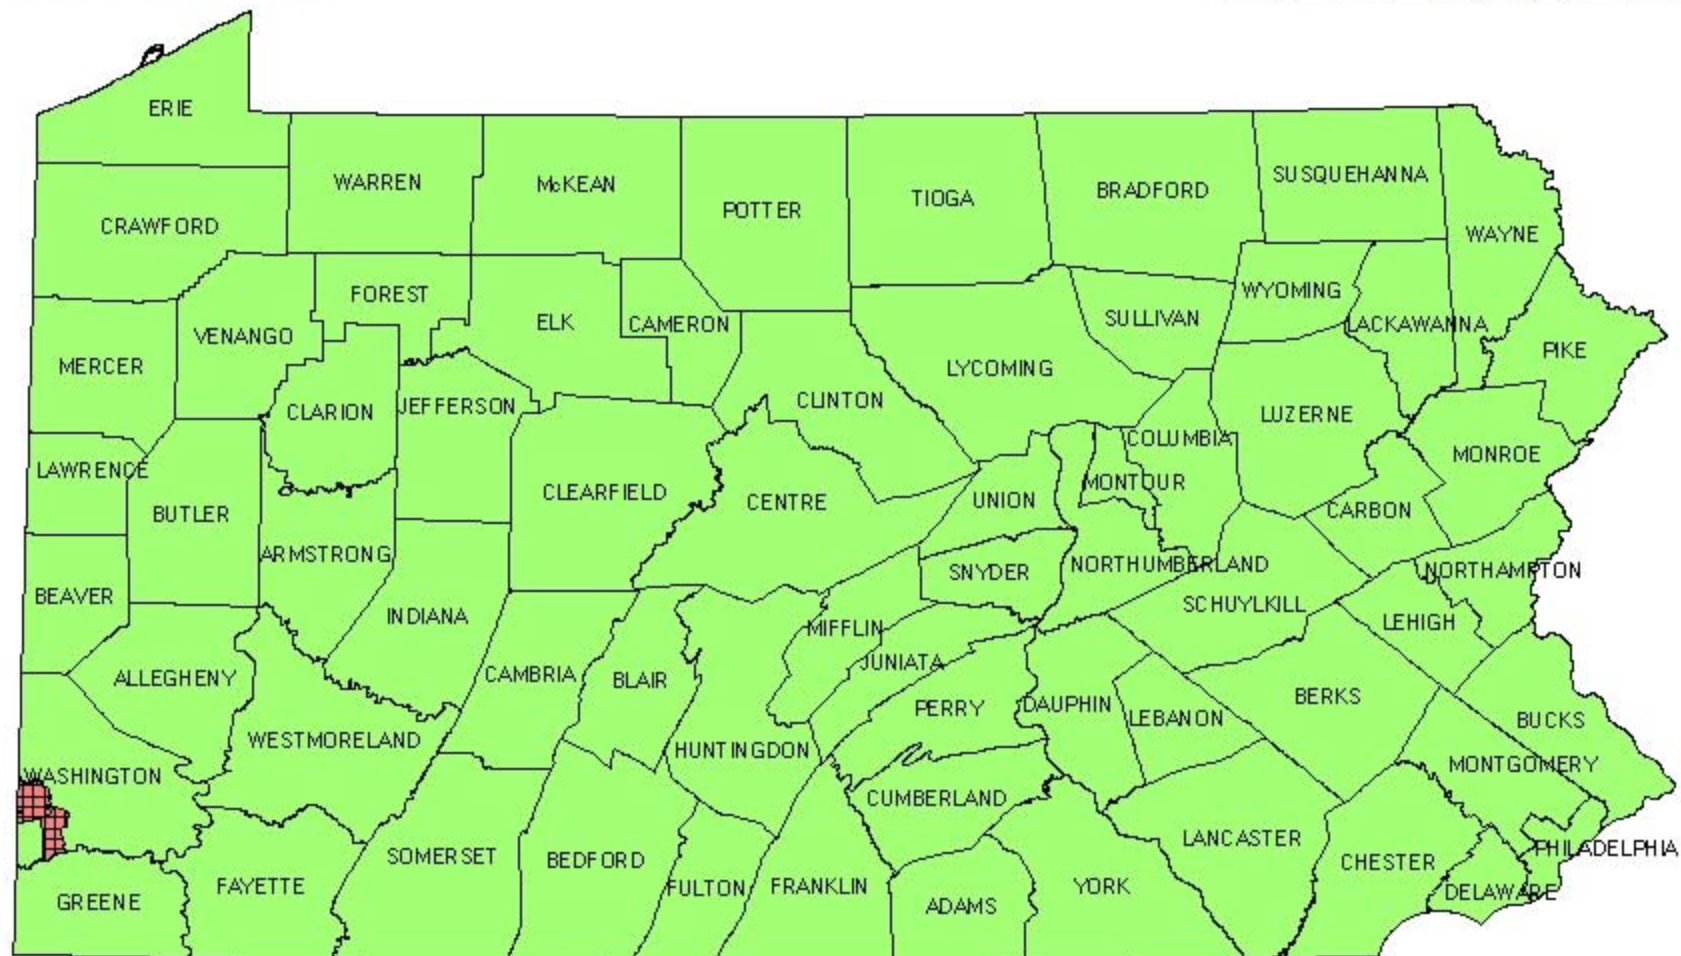 ERIE
WARREN
McKEAN
POTTER
TIOGA
BRADFORD
SUSQUEHANNA
WAYNE
CRAWFORD
FOREST
ELK
CAMERON
SULLIVAN
WYOMING
LACKAWANNA
PIKE
VENANGO
MERCER
CLARION
JEFFERSON
CLINTON
LYCOMING
COLUMBIA
LUZERNE
MONROE
LAWRENCE
BUTLER
CLEARFIELD
CENTRE
UNION
MONTOUR
CARBON
ARMSTRONG
BEAVER
INDIANA
SNYDER
NORTHUMBERLAND
NORTHAMPTON
SCHUYLKILL
LEHIGH
MIFFLIN
JUNIATA
ALLEGHENY
CAMBRIA
BLAIR
PERRY
DAUPHIN
LEBANON
BERKS
BUCKS
WESTMORELAND
HUNTINGDON
MONTGOMERY
WASHINGTON
CUMBERLAND
LANCASTER
PHILADELPHIA
CHESTER
SOMERSET
BEDFORD
FULTON
FRANKLIN
ADAMS
YORK
DELAWARE
GREENE
FAYETTE